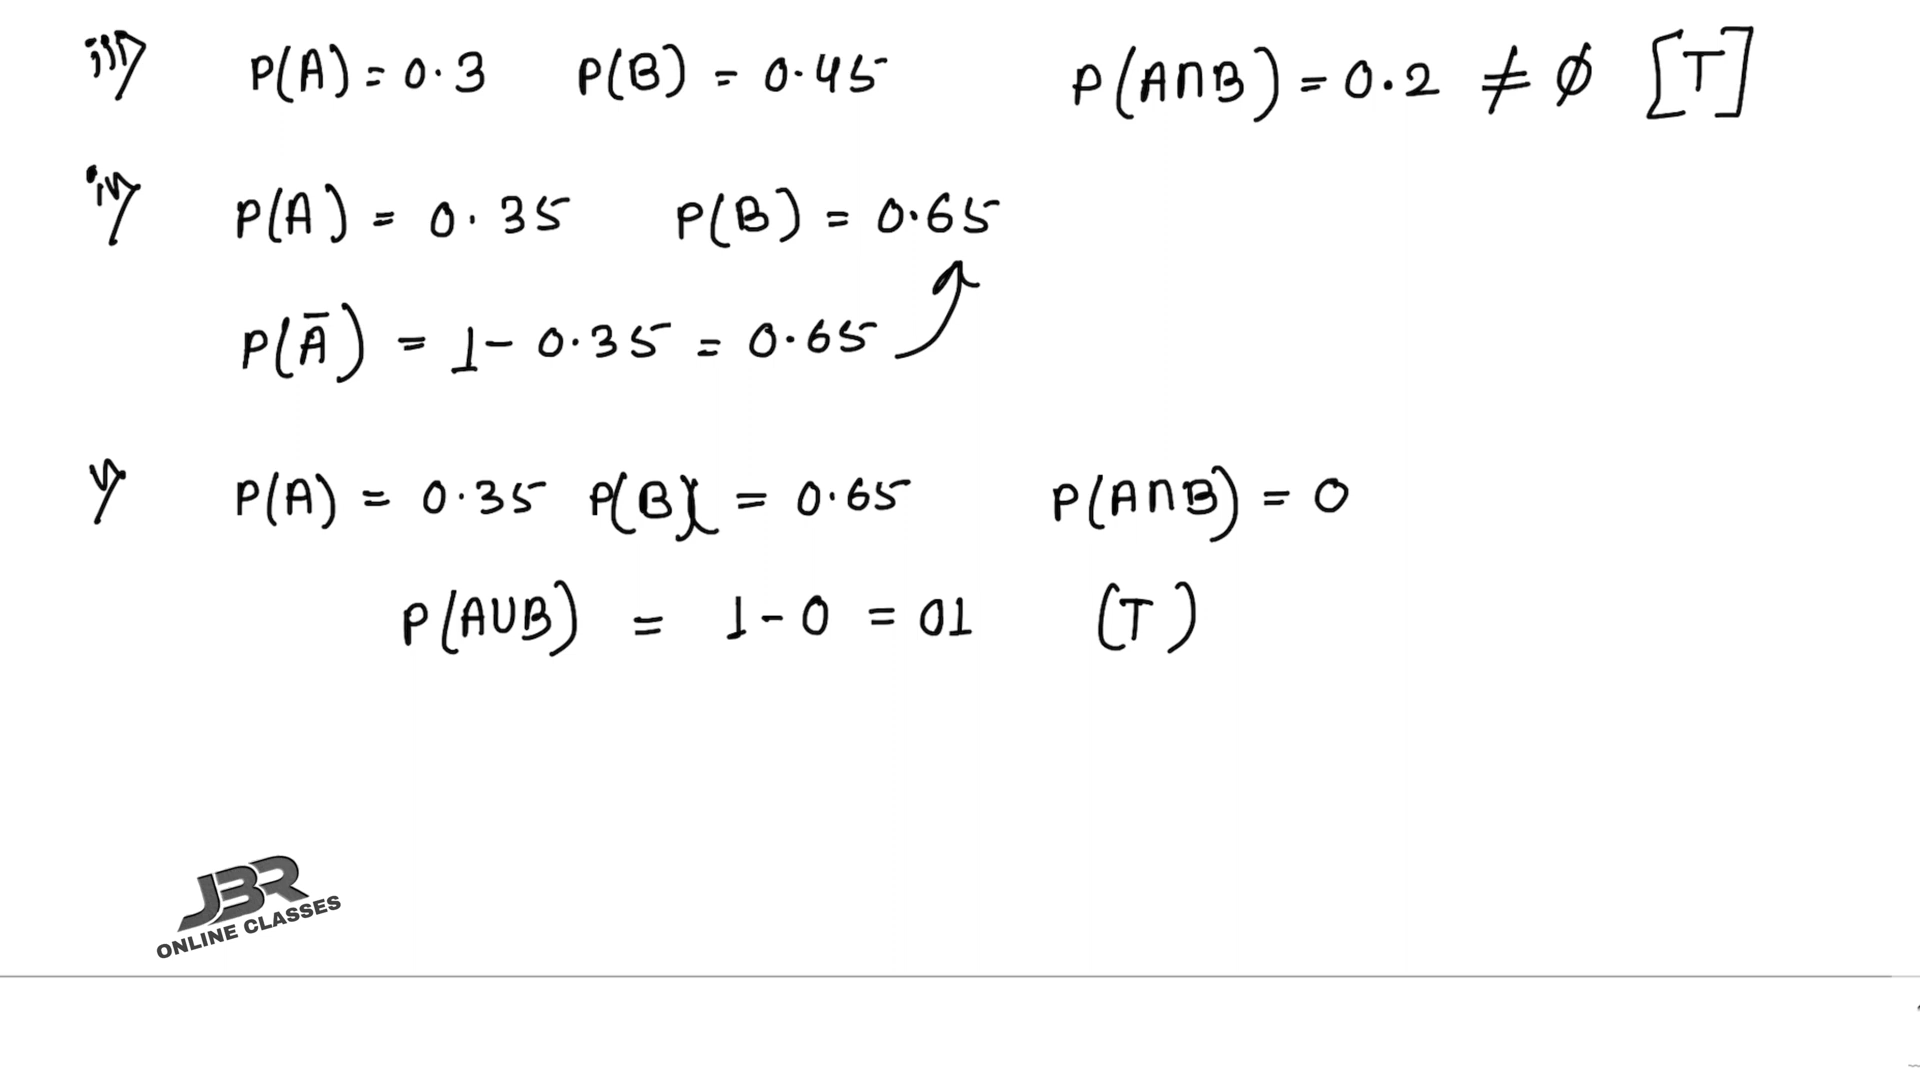 iii) P(A) = 0.3 P(B) = 0.45 P(A∩B) = 0.2 ≠ ∅ [T]
iv) P(A) = 0.35 P(B) = 0.65
P(Ā) = 1 - 0.35 = 0.65
v) P(A) = 0.35 P(B) = 0.65 P(A∩B) = 0
P(A∪B) = 1 - 0 = 01 (T)
JBR
ONLINE CLASSES